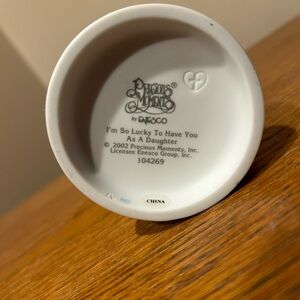 PRECIOUS
MOMENTS®
by ENESCO
I'm So Lucky To Have You
As A Daughter
© 2002 Precious Moments, Inc.
Licensee Enesco Group, Inc.
104269
CHINA